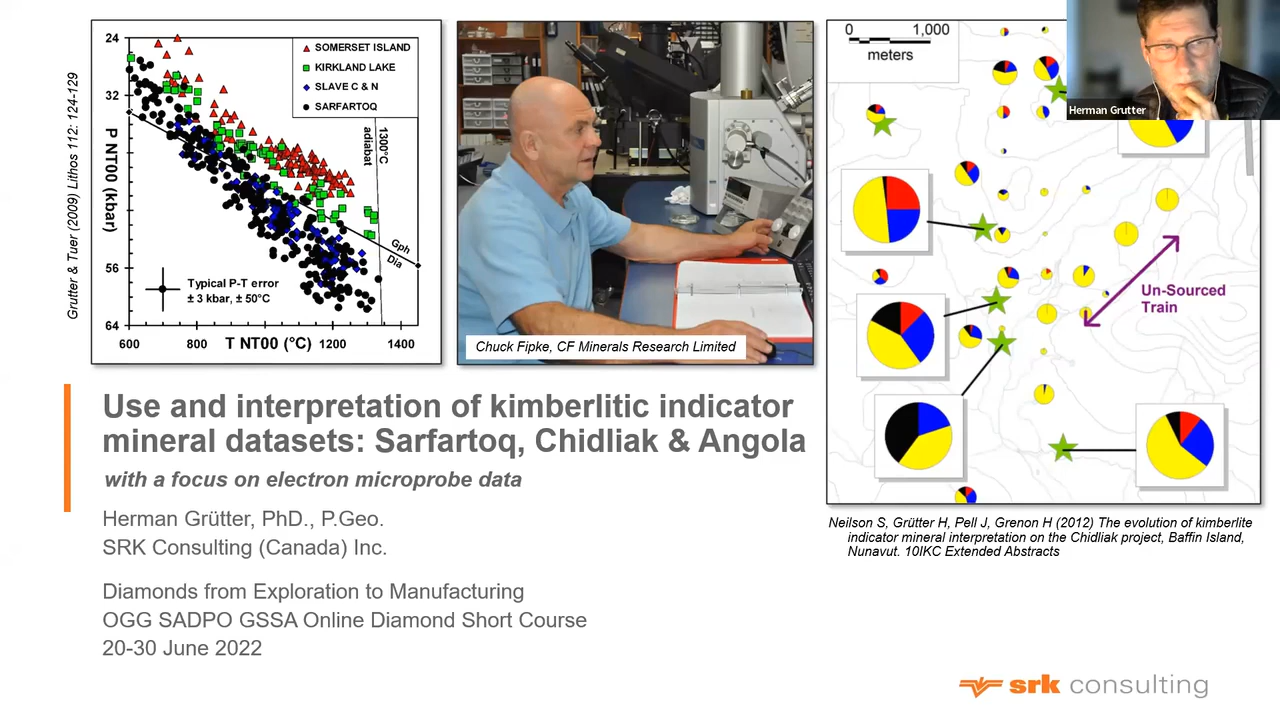 Grutter & Tuer (2009) Lithos 112: 124-129
24
32
56
64
P NT00 (kbar)
600
800
T NT00 (°C)
1200
1400
SOMERSET ISLAND
KIRKLAND LAKE
SLAVE C & N
SARFARTOQ
1300°C
adiabat
Gph
Dia
Typical P-T error
± 3 kbar, ± 50°C
Chuck Fipke, CF Minerals Research Limited
0 1,000
meters
Herman Grutter
Un-Sourced
Train
Use and interpretation of kimberlitic indicator
mineral datasets: Sarfartoq, Chidliak & Angola
with a focus on electron microprobe data
Herman Grütter, PhD., P.Geo.
SRK Consulting (Canada) Inc.
Diamonds from Exploration to Manufacturing
OGG SADPO GSSA Online Diamond Short Course
20-30 June 2022
Neilson S, Grütter H, Pell J, Grenon H (2012) The evolution of kimberlite
indicator mineral interpretation on the Chidliak project, Baffin Island,
Nunavut. 10IKC Extended Abstracts
srk consulting